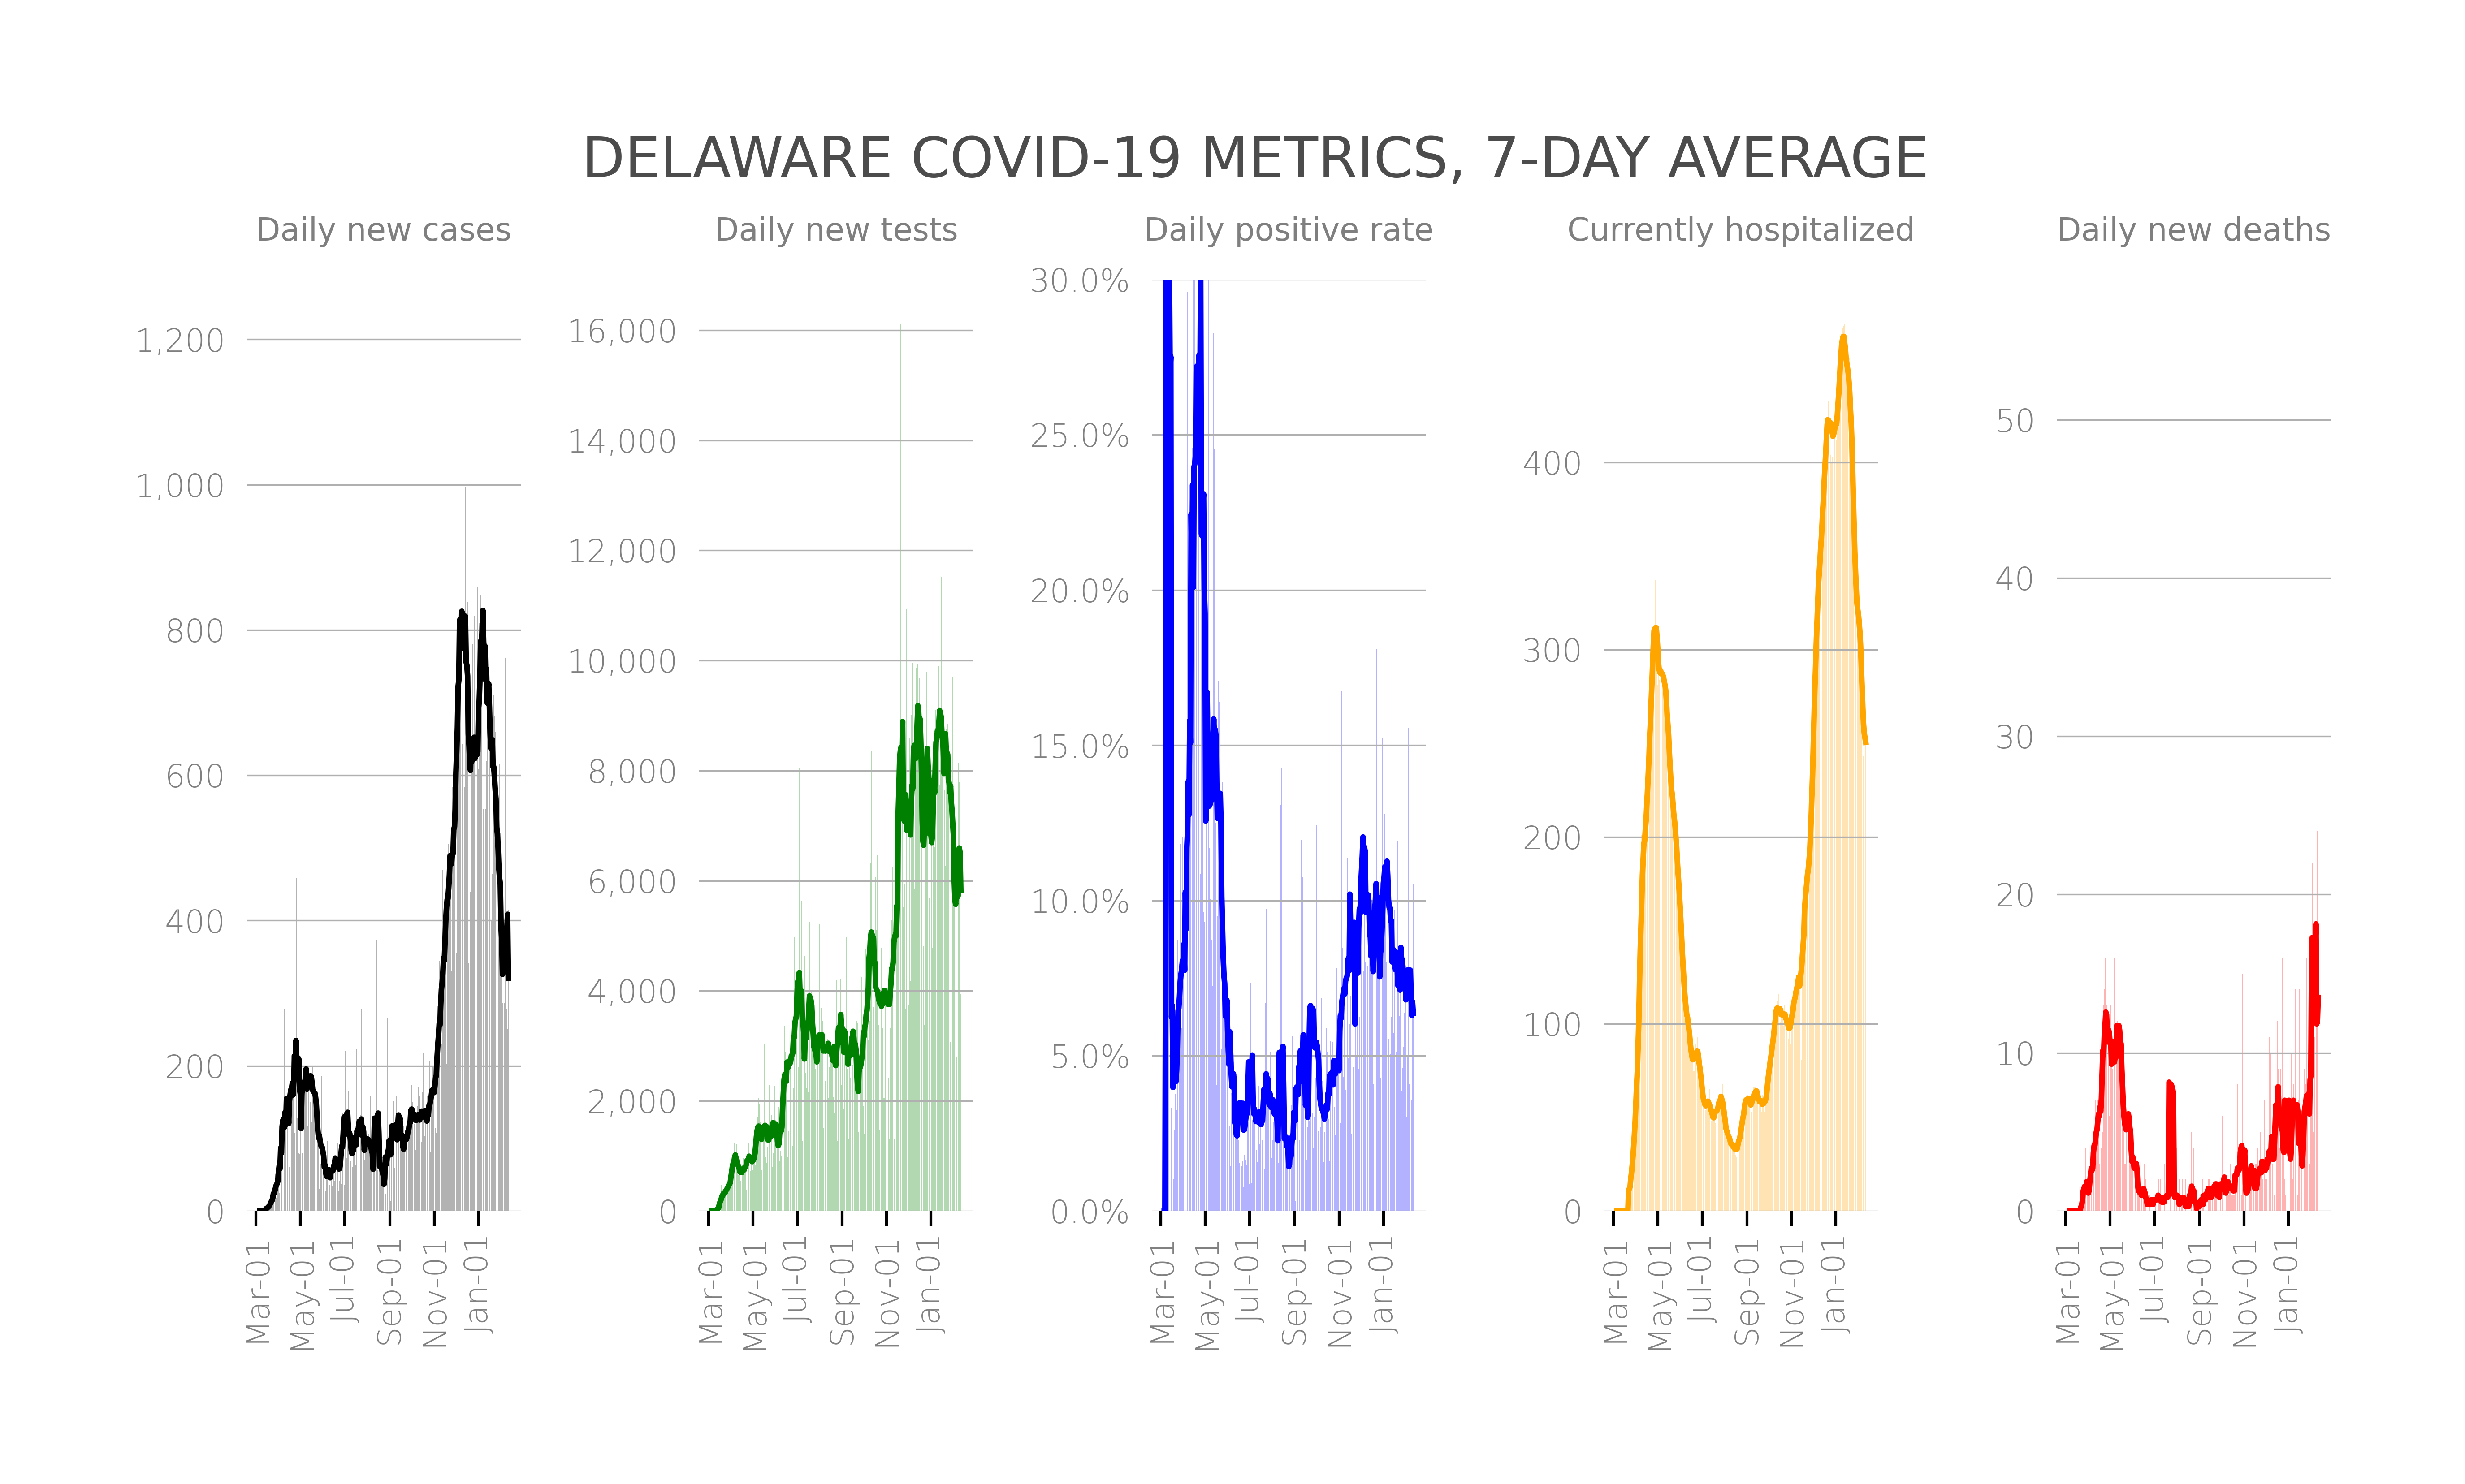 DELAWARE COVID-19 METRICS, 7-DAY AVERAGE
Daily new cases
1,200
1,000
800
600
400
200
0
Mar-01
May-01
Jul-01
Sep-01
Nov-01
Jan-01
Daily new tests
16,000
14,000
12,000
10,000
8,000
6,000
4,000
2,000
0
Mar-01
May-01
Jul-01
Sep-01
Nov-01
Jan-01
Daily positive rate
30.0%
25.0%
20.0%
15.0%
10.0%
5.0%
0.0%
Mar-01
May-01
Jul-01
Sep-01
Nov-01
Jan-01
Currently hospitalized
400
300
200
100
0
Mar-01
May-01
Jul-01
Sep-01
Nov-01
Jan-01
Daily new deaths
50
40
30
20
10
0
Mar-01
May-01
Jul-01
Sep-01
Nov-01
Jan-01